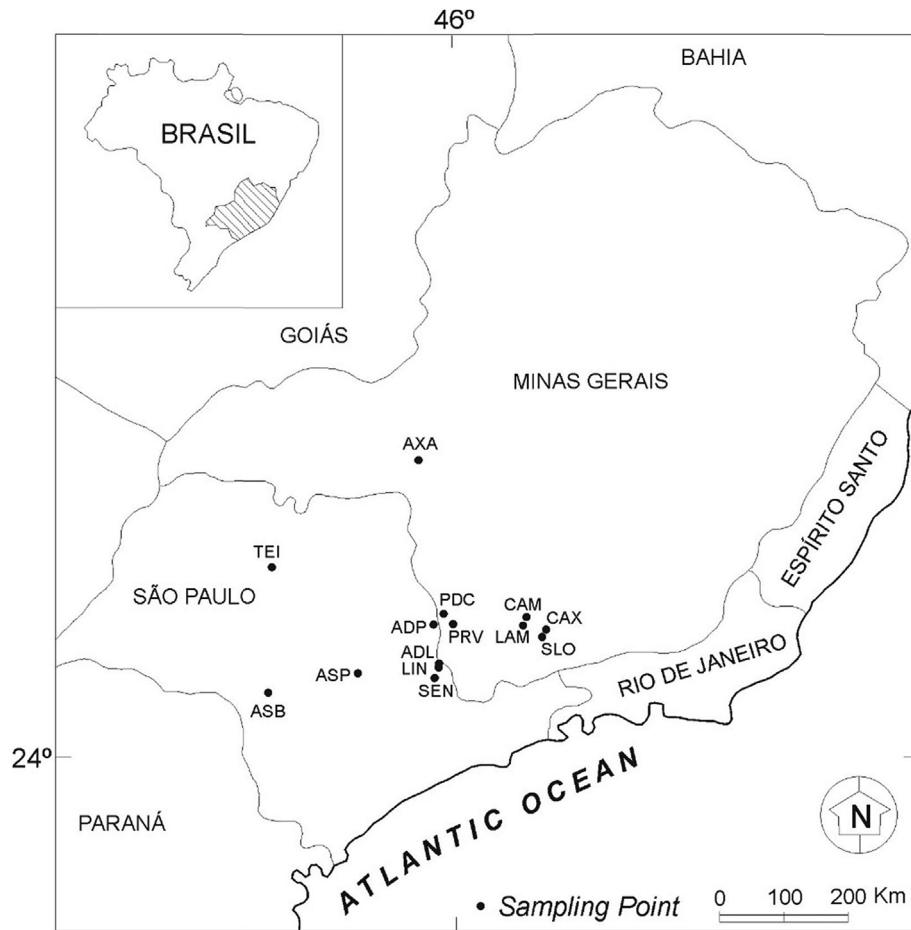 46º
BAHIA
BRASIL
GOIÁS
MINAS GERAIS
AXA
ESPÍRITO SANTO
TEI
SÃO PAULO
PDC
CAM
CAX
ADP
PRV
LAM
SLO
ADL
LIN
RIO DE JANEIRO
ASP
SEN
ASB
24º
ATLANTIC OCEAN
PARANÁ
N
Sampling Point
0 100 200 Km